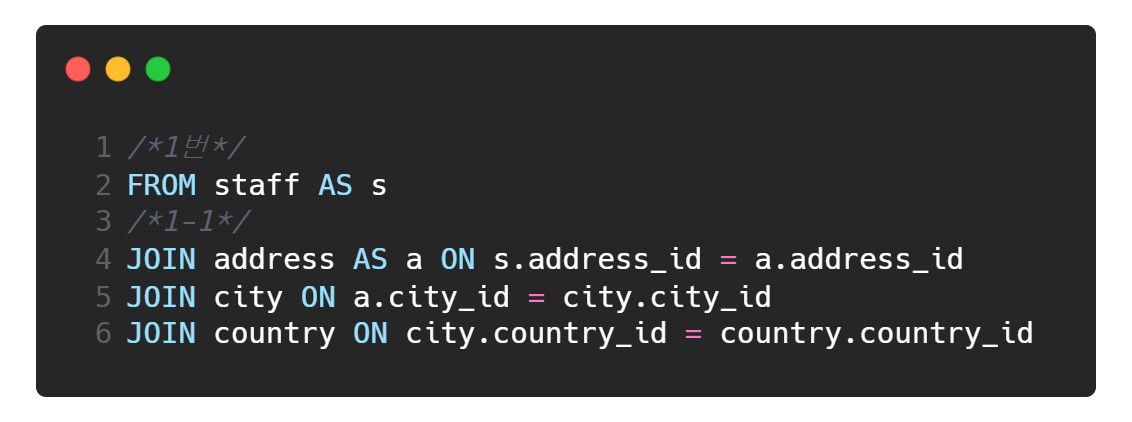 1 /*1번*/
2 FROM staff AS s
3 /*1-1*/
4 JOIN address AS a ON s.address_id = a.address_id
5 JOIN city ON a.city_id = city.city_id
6 JOIN country ON city.country_id = country.country_id